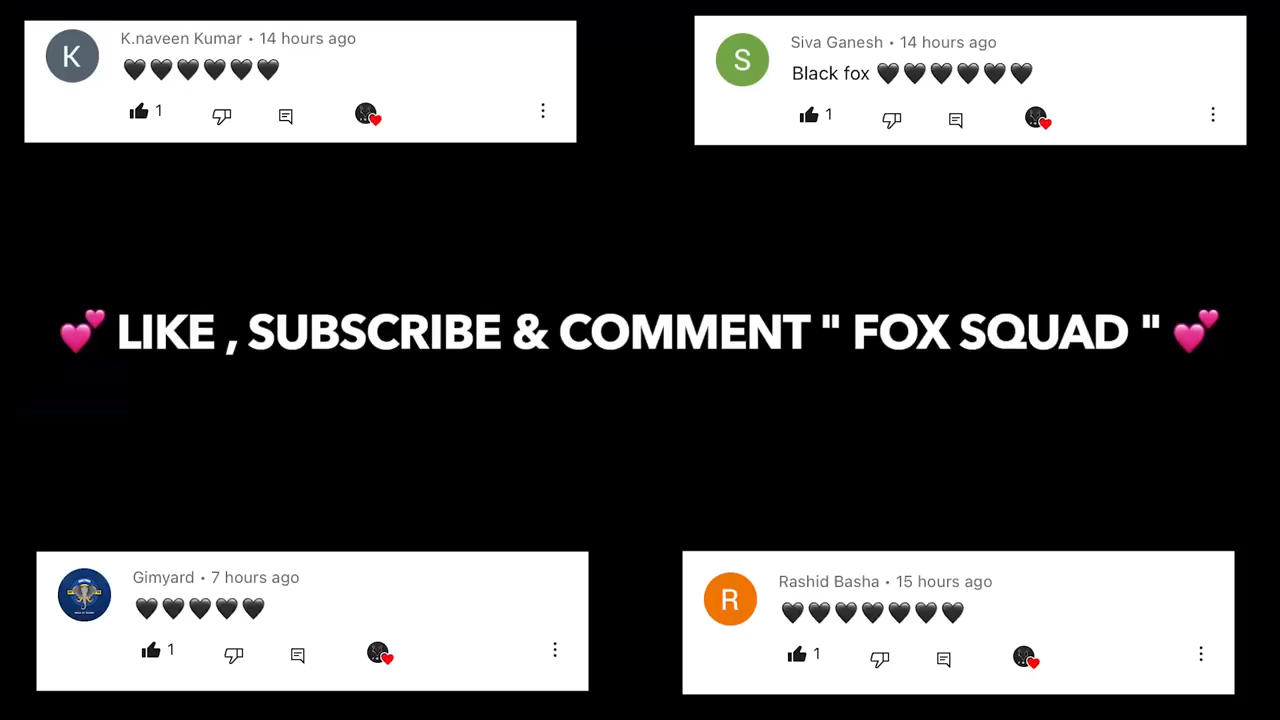 K
K.naveen Kumar • 14 hours ago
🖤🖤🖤🖤🖤🖤
1
S
Siva Ganesh • 14 hours ago
Black fox 🖤🖤🖤🖤🖤🖤
1
💕 LIKE , SUBSCRIBE & COMMENT " FOX SQUAD " 💕
Gimyard • 7 hours ago
🖤🖤🖤🖤🖤
1
R
Rashid Basha • 15 hours ago
🖤🖤🖤🖤🖤🖤🖤
1